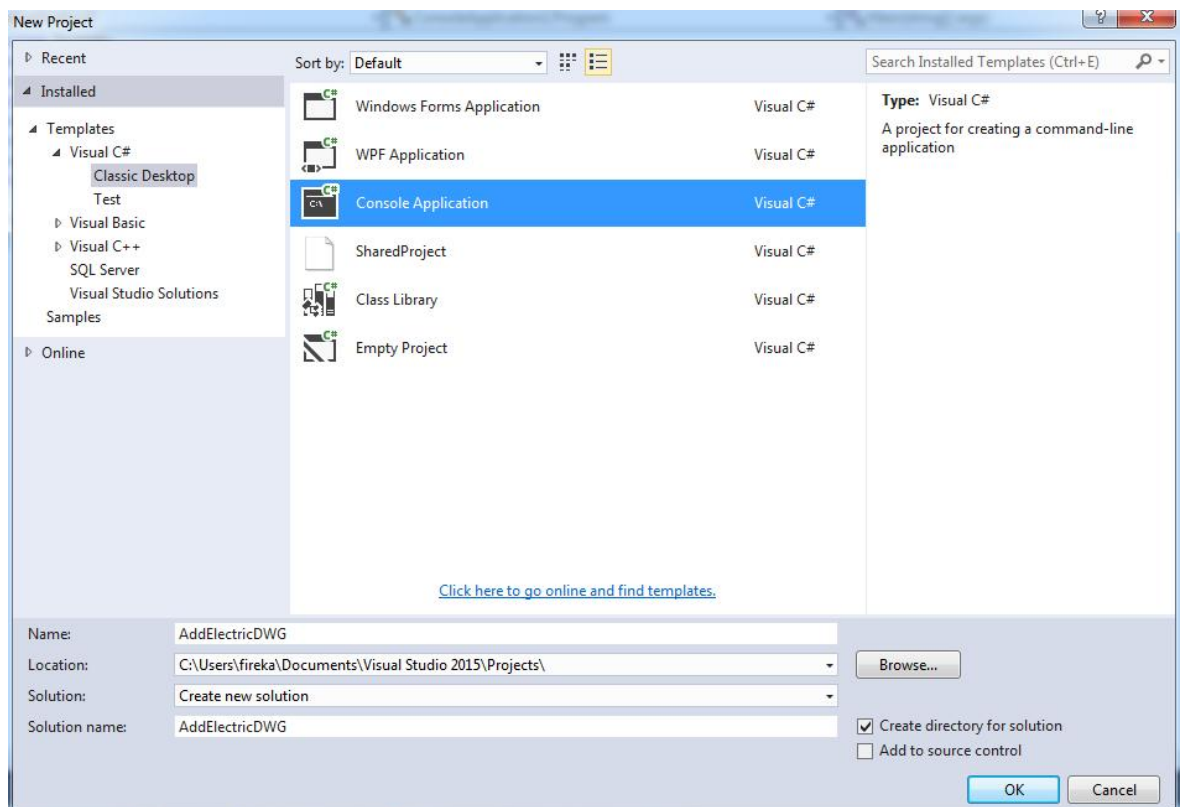 New Project
Recent
Installed
Templates
Visual C#
Classic Desktop
Test
Visual Basic
Visual C++
SQL Server
Visual Studio Solutions
Samples
Online
Sort by: Default
Search Installed Templates (Ctrl+E)
C# Windows Forms Application Visual C#
C# WPF Application Visual C#
C# C:\ Console Application Visual C#
SharedProject Visual C#
C# Class Library Visual C#
C# Empty Project Visual C#
Click here to go online and find templates.
Type: Visual C#
A project for creating a command-line
application
Name: AddElectricDWG
Location: C:\Users\fireka\Documents\Visual Studio 2015\Projects\
Browse...
Solution: Create new solution
Solution name: AddElectricDWG
Create directory for solution
Add to source control
OK Cancel